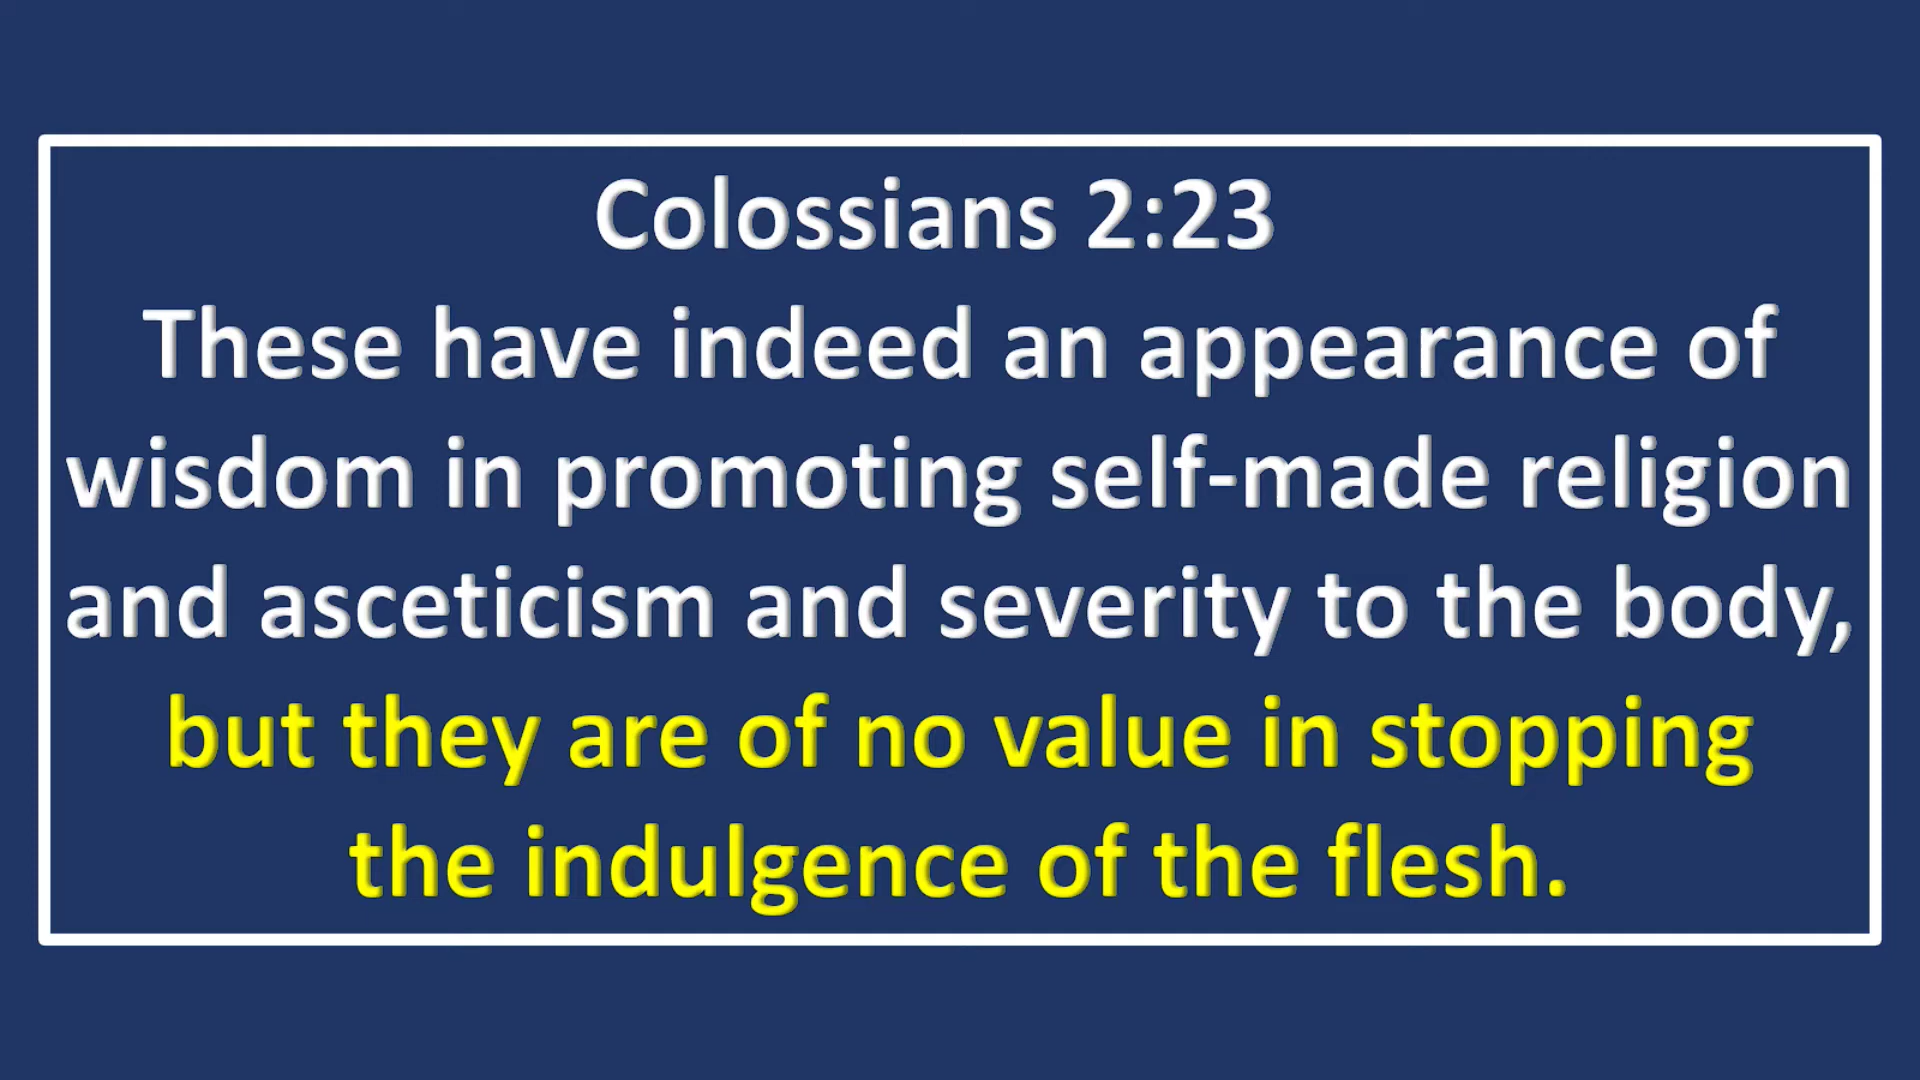 Colossians 2:23
These have indeed an appearance of
wisdom in promoting self-made religion
and asceticism and severity to the body,
but they are of no value in stopping
the indulgence of the flesh.